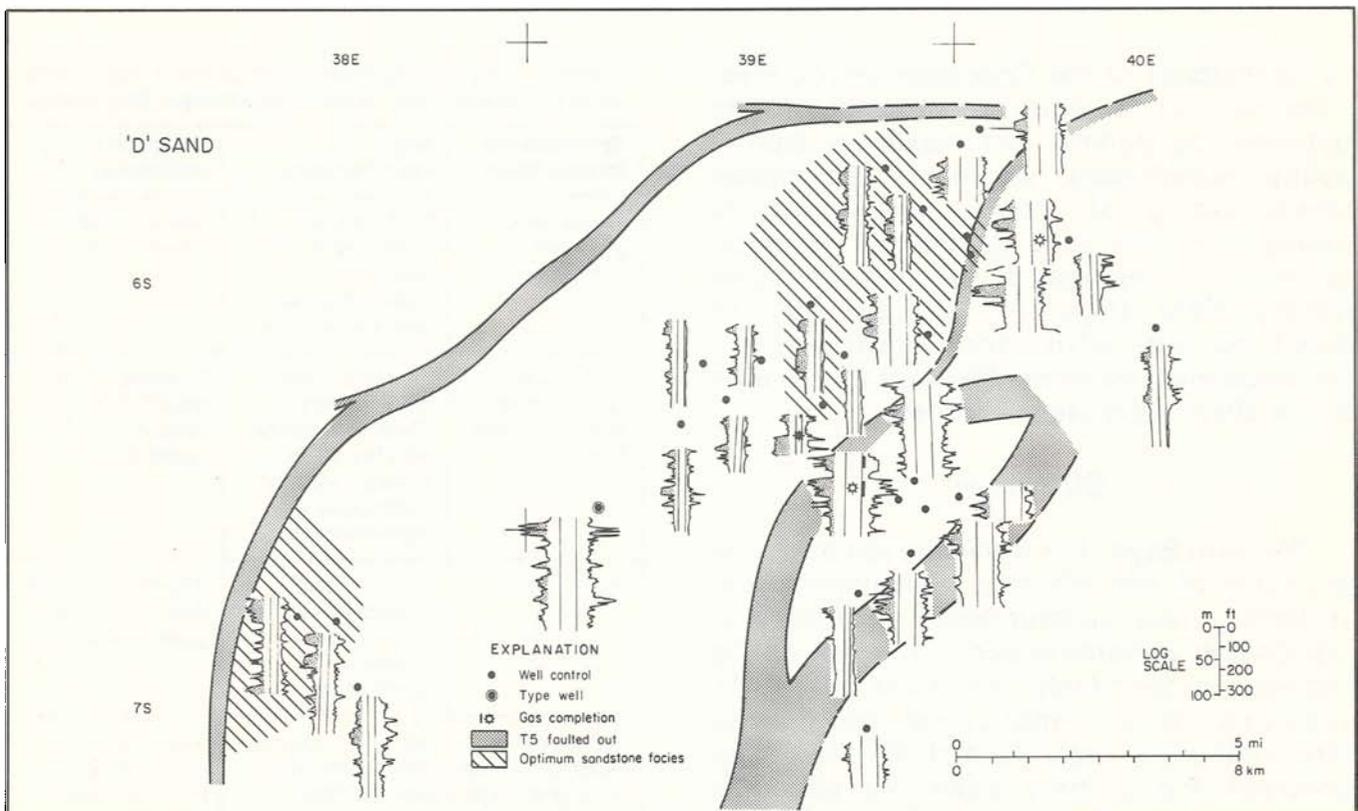 38E
39E
40E
'D' SAND
6S
7S
EXPLANATION
Well control
Type well
Gas completion
T5 faulted out
Optimum sandstone facies
m ft
0 0
100
50 200
100 300
LOG
SCALE
0 5 mi
0 8 km